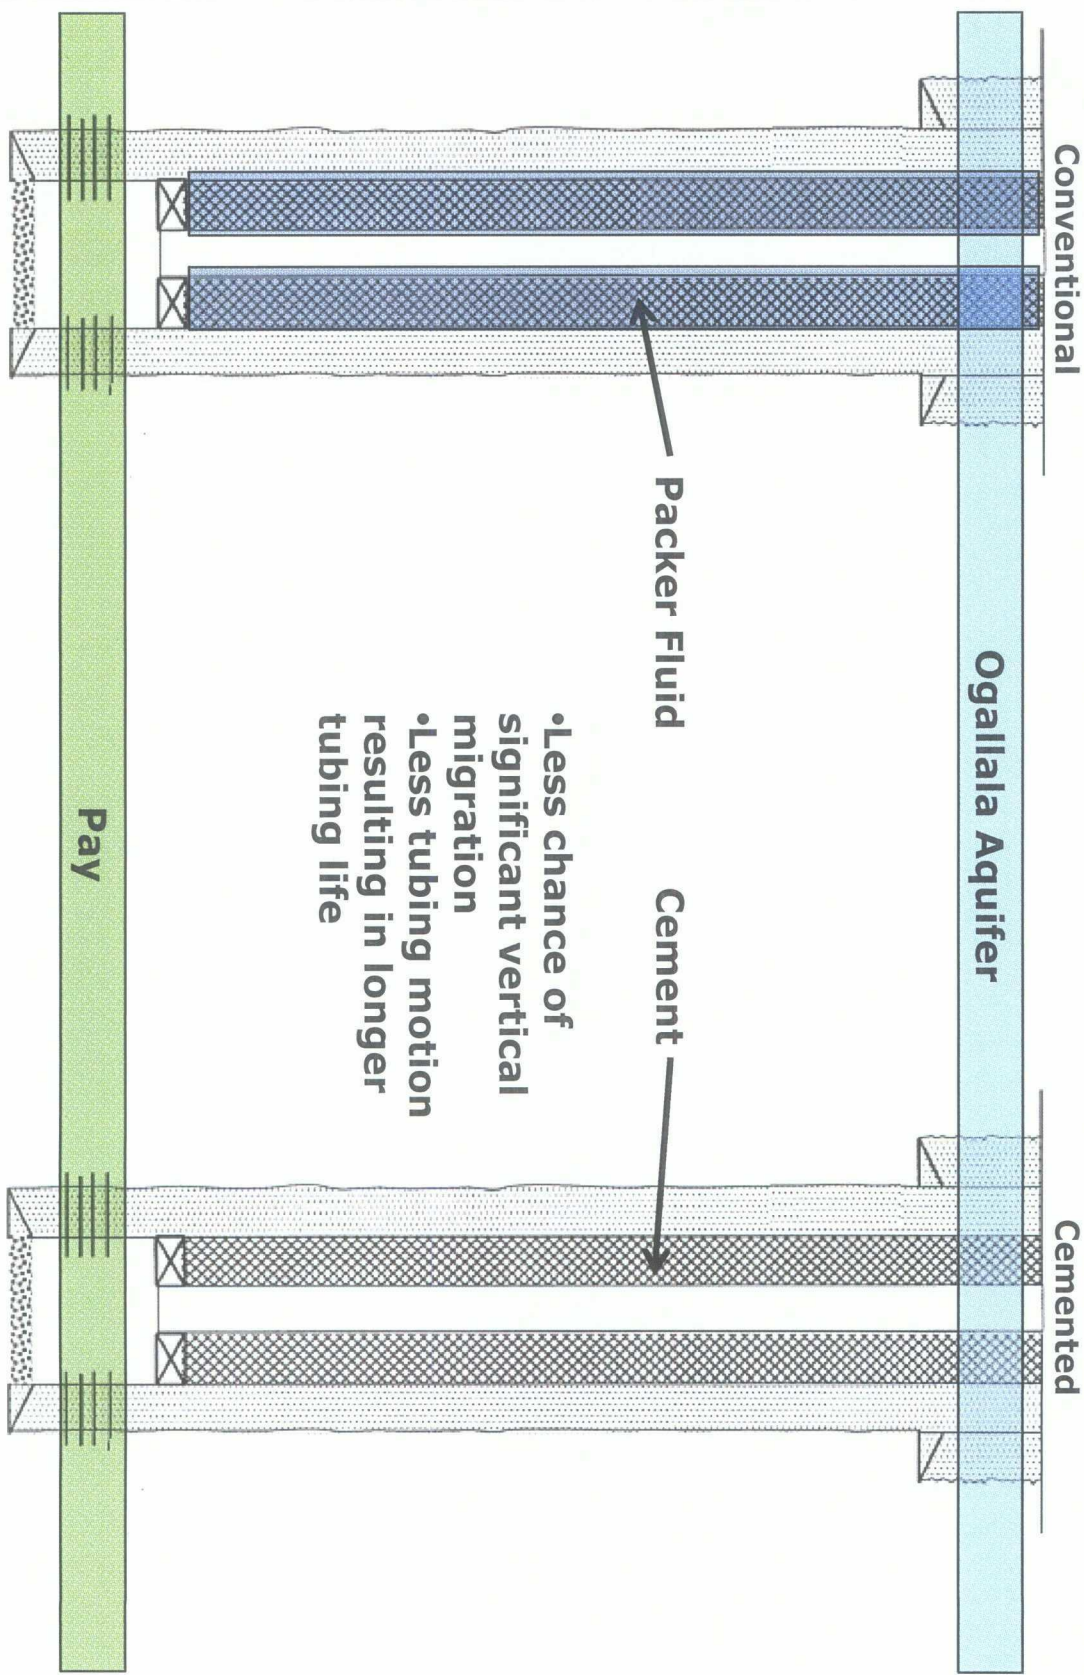 Conventional
Cemented
Ogallala Aquifer
Packer Fluid
Cement
•Less chance of
significant vertical
migration
•Less tubing motion
resulting in longer
tubing life
Pay